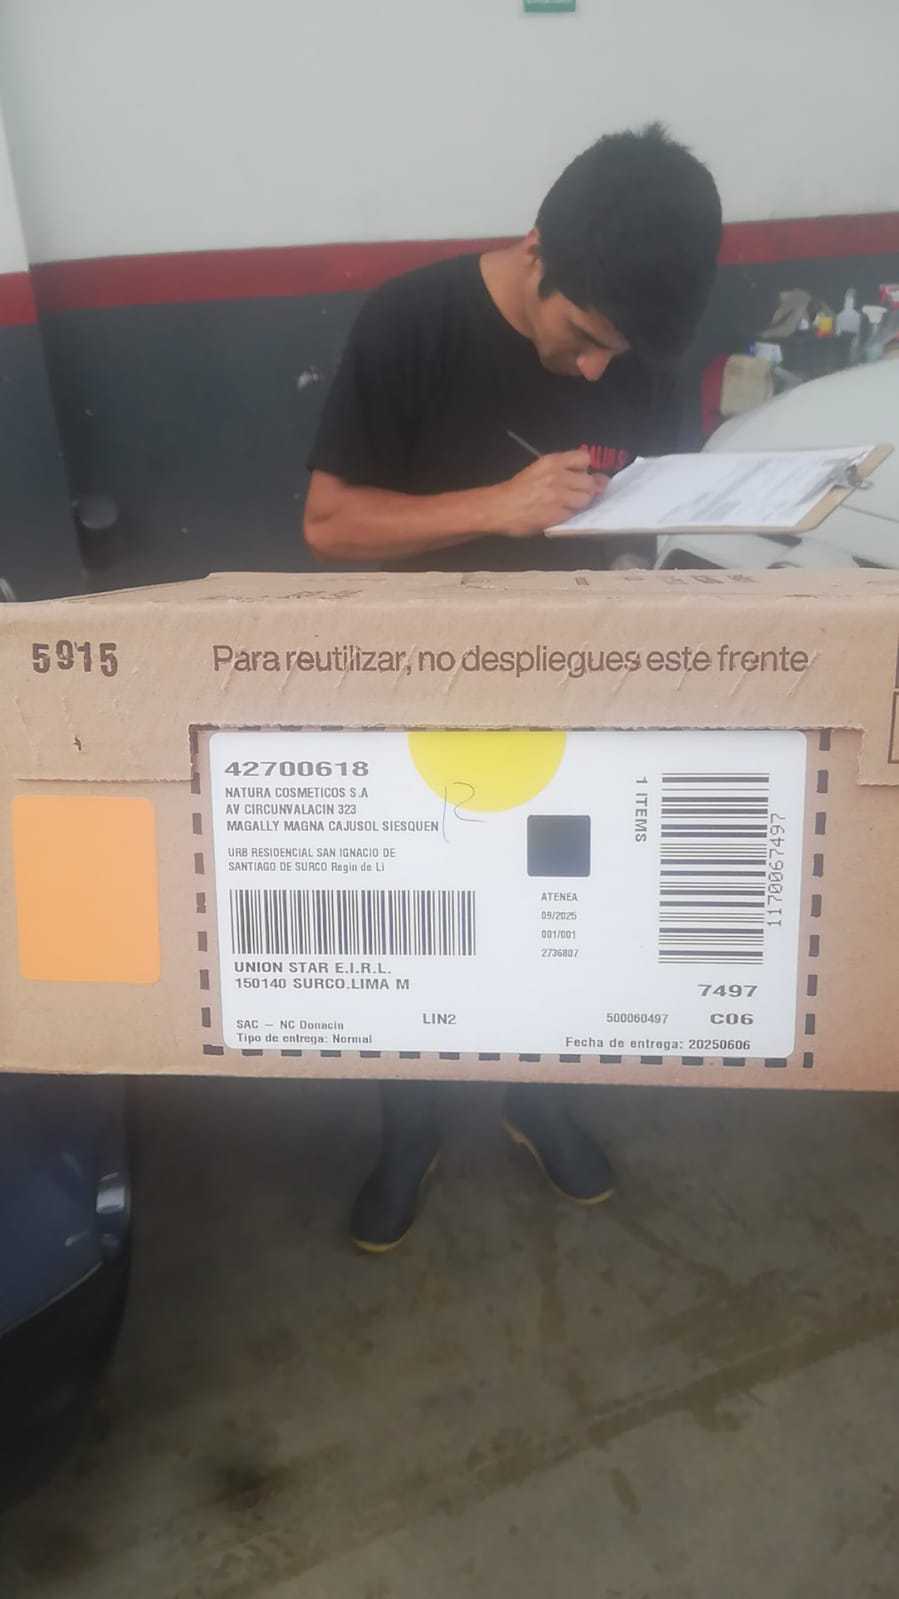 5915
Para reutilizar, no despliegues este frente
42700618
NATURA COSMETICOS S.A
AV CIRCUNVALACIN 323
MAGALLY MAGNA CAJUSOL SIESQUEN
12
URB RESIDENCIAL SAN IGNACIO DE
SANTIAGO DE SURCO Regin de Li
UNION STAR E.I.R.L.
150140 SURCO.LIMA M
SAC – NC Donacin
Tipo de entrega: Normal
LIN2
ATENEA
09/2025
001/001
2736807
1 ITEMS
1170067497
7497
500060497
C06
Fecha de entrega: 20250606